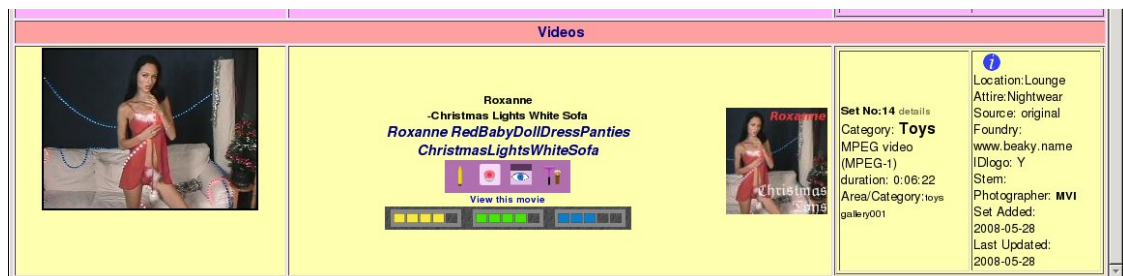 Videos
Roxanne
-Christmas Lights White Sofa
Roxanne RedBabyDollDressPanties
ChristmasLightsWhiteSofa
View this movie
Roxanne
Christmas
Set No:14 details
Category: Toys
MPEG video
(MPEG-1)
duration: 0:06:22
Area/Category:toys
gallery001
i
Location:Lounge
Attire:Nightwear
Source: original
Foundry:
www.beaky.name
IDlogo: Y
Stem:
Photographer: MVI
Set Added:
2008-05-28
Last Updated:
2008-05-28